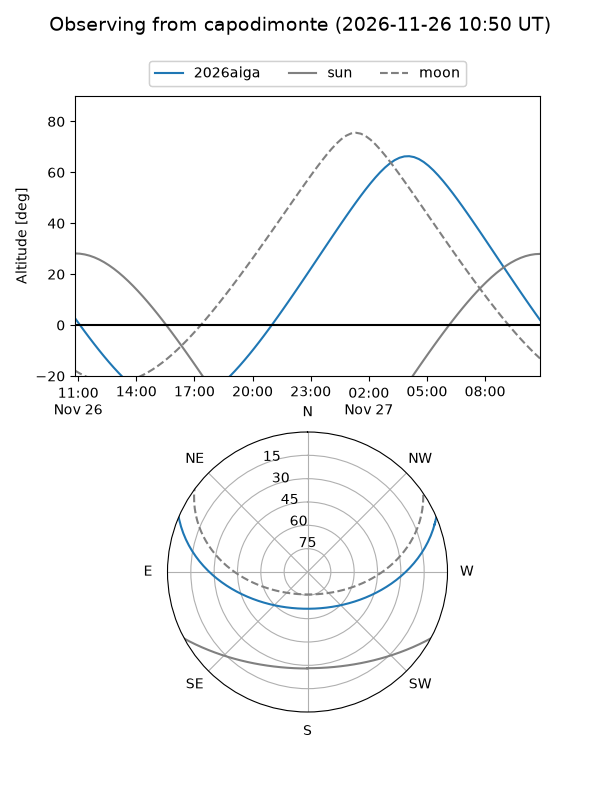 Observing from capodimonte (2026-11-26 10:50 UT)
2026aiga sun moon
Altitude [deg]
80
60
40
20
0
−20
11:00 14:00 17:00 20:00 23:00 02:00 05:00 08:00
Nov 26 Nov 27
N
NE NW
15
30
45
60
75
E W
SE SW
S